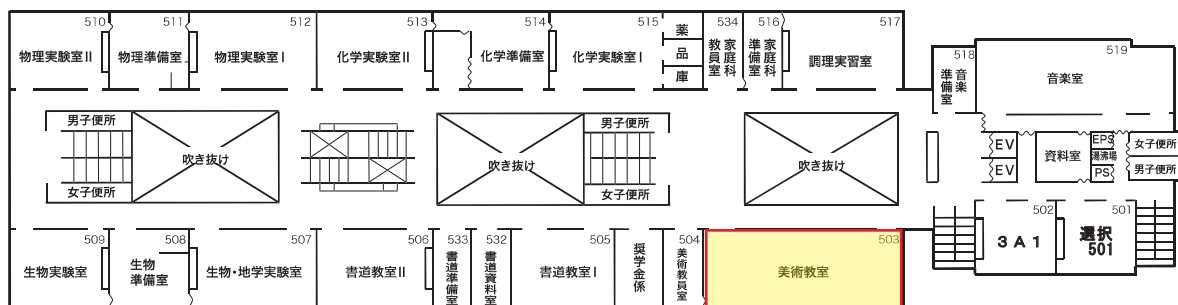 510
511
512
513
514
515
534
516
517
518
519
物理実験室II
物理準備室
物理実験室I
化学実験室II
化学準備室
化学実験室I
薬品庫
家庭科教員室
家庭科準備室
調理実習室
音楽準備室
音楽室
男子便所
吹き抜け
女子便所
男子便所
吹き抜け
女子便所
吹き抜け
EV
EV
資料室
EPS
湯沸場
PS
女子便所
男子便所
509
508
507
506
533
532
505
504
503
502
501
生物実験室
生物準備室
生物・地学実験室
書道教室II
書道準備室
書道資料室
書道教室I
奨学金係
美術教員室
美術教室
3A1
選択
501